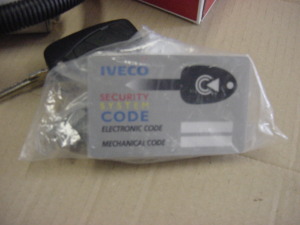 IVECO
SECURITY
SYSTEM
CODE
ELECTRONIC CODE
MECHANICAL CODE